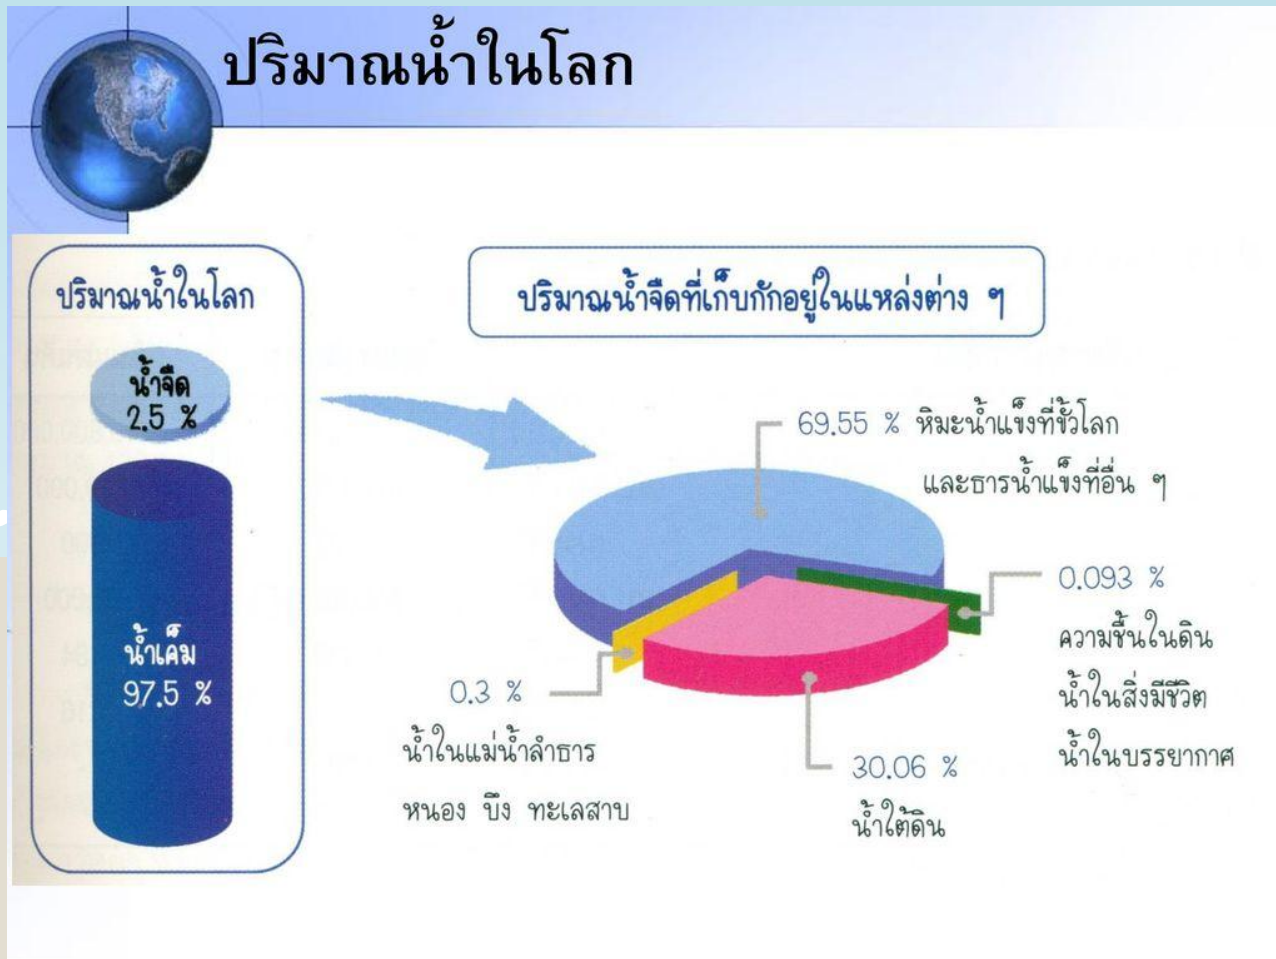 ปริมาณน้ำในโลก
ปริมาณน้ำในโลก
น้ำจืด
2.5 %
น้ำเค็ม
97.5 %
ปริมาณน้ำจืดที่เก็บกักอยู่ในแหล่งต่าง ๆ
69.55 % หิมะน้ำแข็งที่ขั้วโลก
และธารน้ำแข็งที่อื่น ๆ
0.093 %
ความชื้นในดิน
น้ำในสิ่งมีชีวิต
น้ำในบรรยากาศ
0.3 %
น้ำในแม่น้ำลำธาร
หนอง บึง ทะเลสาบ
30.06 %
น้ำใต้ดิน